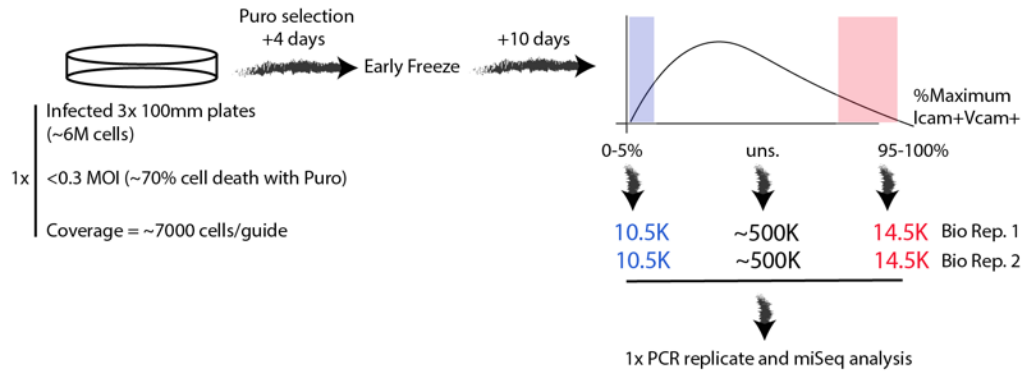 Puro selection
+4 days
Early Freeze
+10 days
Infected 3x 100mm plates
(~6M cells)
1x
<0.3 MOI (~70% cell death with Puro)
Coverage = ~7000 cells/guide
%Maximum
Icam+Vcam+
0-5% uns. 95-100%
10.5K ~500K 14.5K Bio Rep. 1
10.5K ~500K 14.5K Bio Rep. 2
1x PCR replicate and miSeq analysis